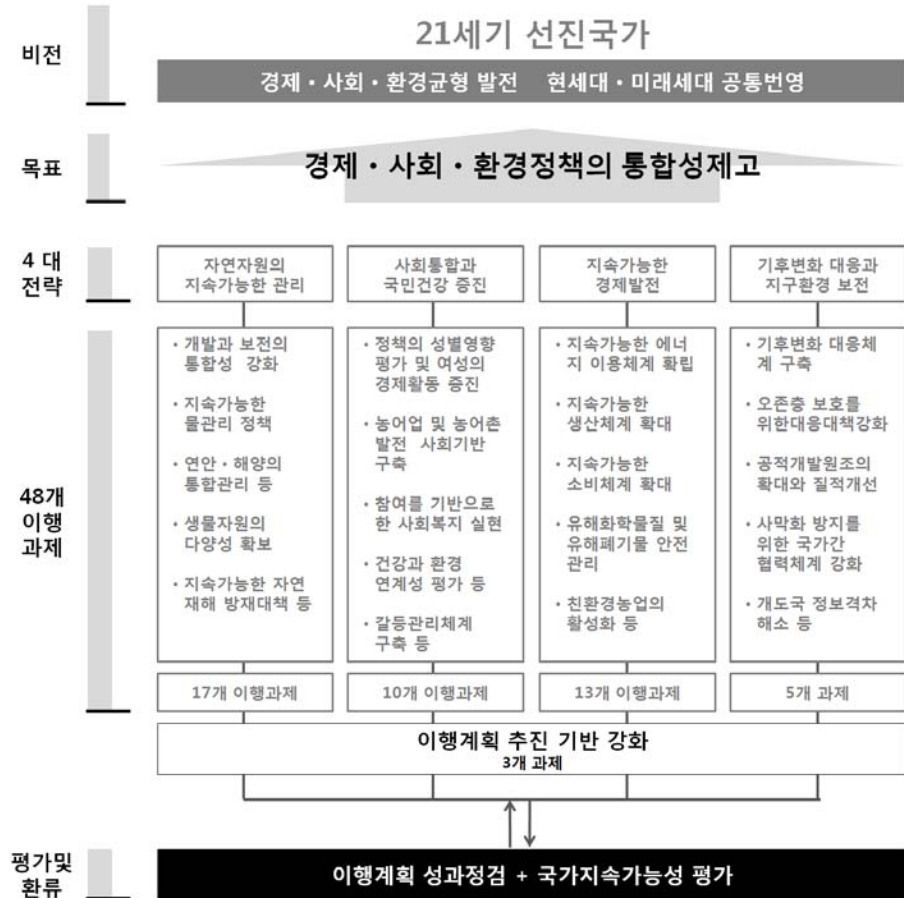 비전
21세기 선진국가
경제・사회・환경균형 발전 현세대・미래세대 공통번영
목표
경제・사회・환경정책의 통합성제고
4 대
전략
자연자원의
지속가능한 관리
사회통합과
국민건강 증진
지속가능한
경제발전
기후변화 대응과
지구환경 보전
48개
이행
과제
・개발과 보전의
통합성 강화
・지속가능한
물관리 정책
・연안・해양의
통합관리 등
・생물자원의
다양성 확보
・지속가능한 자연
재해 방재대책 등
・정책의 성별영향
평가 및 여성의
경제활동 증진
・농어업 및 농어촌
발전 사회기반
구축
・참여를 기반으로
한 사회복지 실현
・건강과 환경
연계성 평가 등
・갈등관리체계
구축 등
・지속가능한 에너
지 이용체계 확립
・지속가능한
생산체계 확대
・지속가능한
소비체계 확대
・유해화학물질 및
유해폐기물 안전
관리
・친환경농업의
활성화 등
・기후변화 대응체
계 구축
・오존층 보호를
위한대응대책강화
・공적개발원조의
확대와 질적개선
・사막화 방지를
위한 국가간
협력체계 강화
・개도국 정보격차
해소 등
17개 이행과제
10개 이행과제
13개 이행과제
5개 과제
이행계획 추진 기반 강화
3개 과제
평가및
환류
이행계획 성과정검 + 국가지속가능성 평가